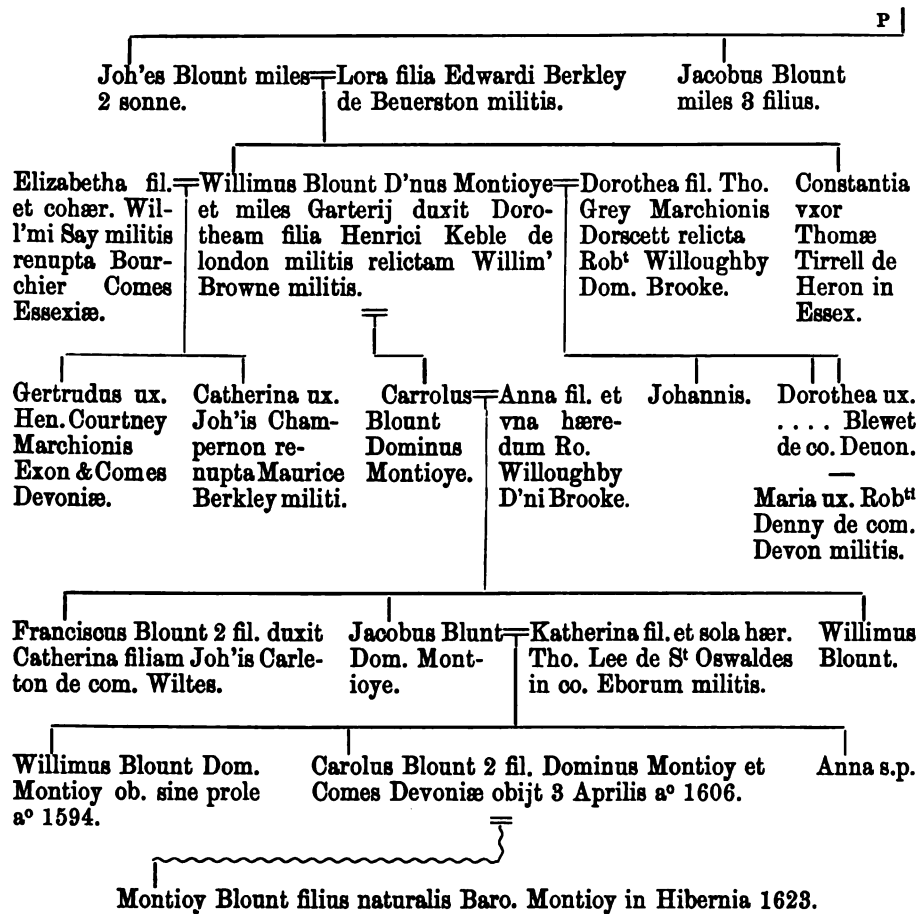 P
Joh'es Blount miles
2 sonne.
Lora filia Edwardi Berkley
de Beuerston militis.
Jacobus Blount
miles 3 filius.
Elizabetha fil.
et cohær. Wil-
l'mi Say militis
renupta Bour-
chier Comes
Essexiæ.
Willimus Blount D'nus Montioye
et miles Garterij duxit Doro-
theam filia Henrici Keble de
london militis relictam Willim'
Browne militis.
Dorothea fil. Tho.
Grey Marchionis
Dorscett relicta
Robᵗ Willoughby
Dom. Brooke.
Constantia
vxor
Thomæ
Tirrell de
Heron in
Essex.
Gertrudus ux.
Hen. Courtney
Marchionis
Exon & Comes
Devoniæ.
Catherina ux.
Joh'is Cham-
pernon re-
nupta Maurice
Berkley militi.
Carrolus
Blount
Dominus
Montioye.
Anna fil. et
vna hære-
dum Ro.
Willoughby
D'ni Brooke.
Johannis.
Dorothea ux.
. . . . Blewet
de co. Deuon.
—
Maria ux. Robᵗⁱ
Denny de com.
Devon militis.
Franciscus Blount 2 fil. duxit
Catherina filiam Joh'is Carle-
ton de com. Wiltes.
Jacobus Blunt
Dom. Mont-
ioye.
Katherina fil. et sola hær.
Tho. Lee de Sᵗ Oswaldes
in co. Eborum militis.
Willimus
Blount.
Willimus Blount Dom.
Montioy ob. sine prole
aº 1594.
Carolus Blount 2 fil. Dominus Montioy et
Comes Devoniæ obijt 3 Aprilis aº 1606.
Anna s.p.
Montioy Blount filius naturalis Baro. Montioy in Hibernia 1623.